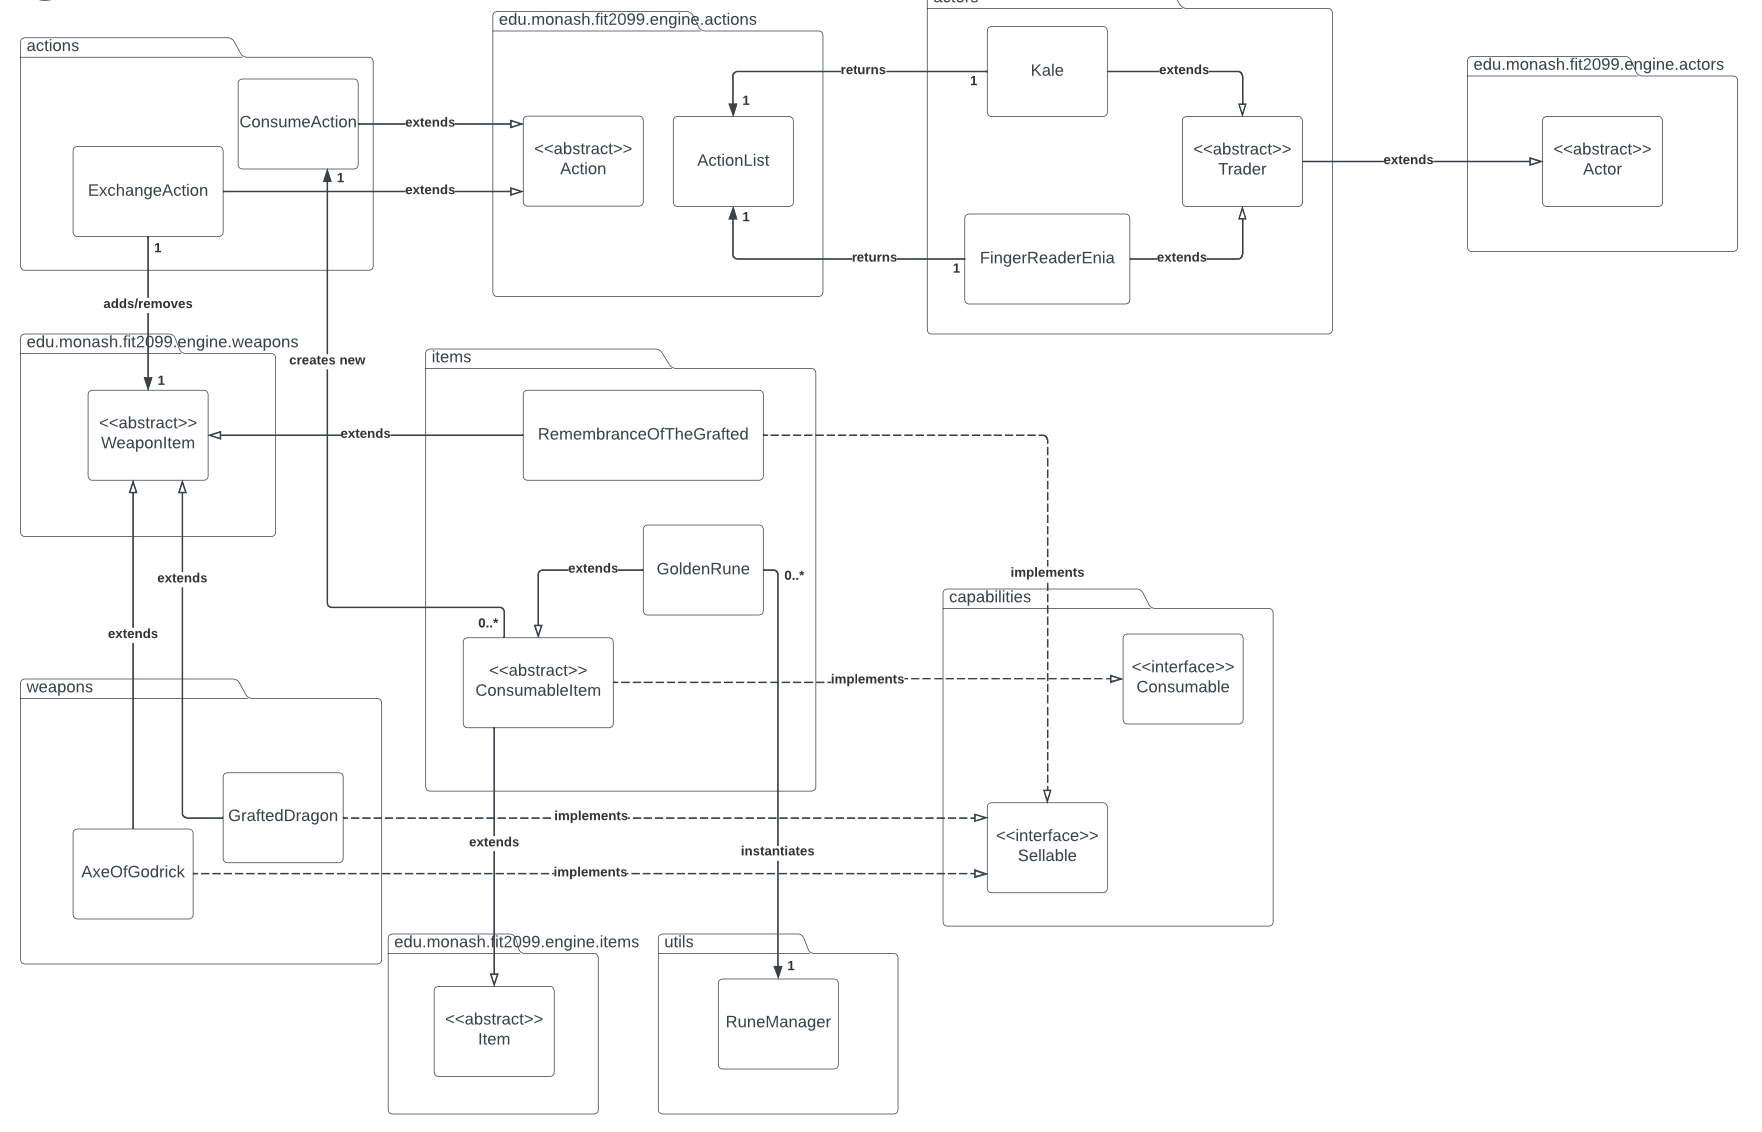 actors
edu.monash.fit2099.engine.actions
actions
edu.monash.fit2099.engine.actors
returns
1
1
Kale
extends
ConsumeAction
extends
<<abstract>>
Action
ActionList
<<abstract>>
Trader
extends
<<abstract>>
Actor
1
ExchangeAction
extends
1
1
returns
1
FingerReaderEnia
extends
adds/removes
edu.monash.fit2099.engine.weapons
creates new
items
1
<<abstract>>
WeaponItem
extends
RemembranceOfTheGrafted
extends
extends
GoldenRune
0..*
implements
capabilities
extends
0..*
<<abstract>>
ConsumableItem
implements
<<interface>>
Consumable
weapons
GraftedDragon
implements
extends
instantiates
<<interface>>
Sellable
AxeOfGodrick
implements
edu.monash.fit2099.engine.items
utils
1
<<abstract>>
Item
RuneManager